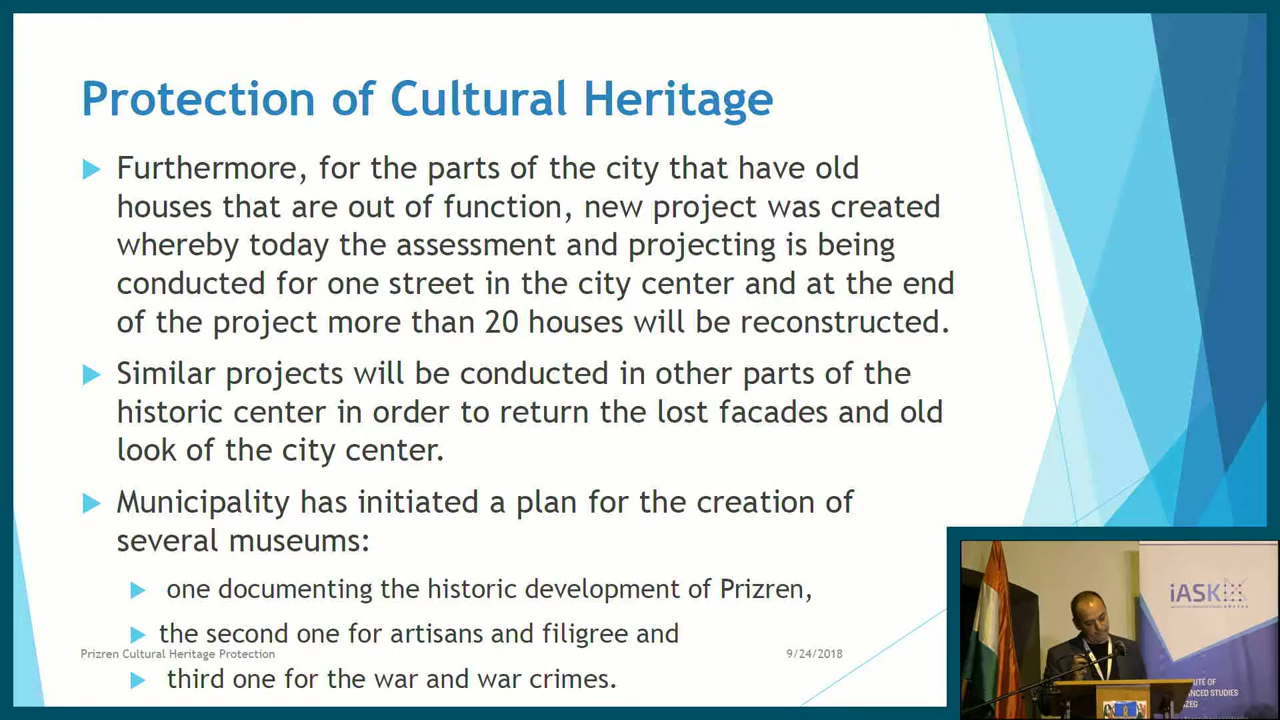 Protection of Cultural Heritage
Furthermore, for the parts of the city that have old
houses that are out of function, new project was created
whereby today the assessment and projecting is being
conducted for one street in the city center and at the end
of the project more than 20 houses will be reconstructed.
Similar projects will be conducted in other parts of the
historic center in order to return the lost facades and old
look of the city center.
Municipality has initiated a plan for the creation of
several museums:
one documenting the historic development of Prizren,
the second one for artisans and filigree and
Prizren Cultural Heritage Protection
9/24/2018
third one for the war and war crimes.
iASK
UTE OF
ANCED STUDIES
ZEG